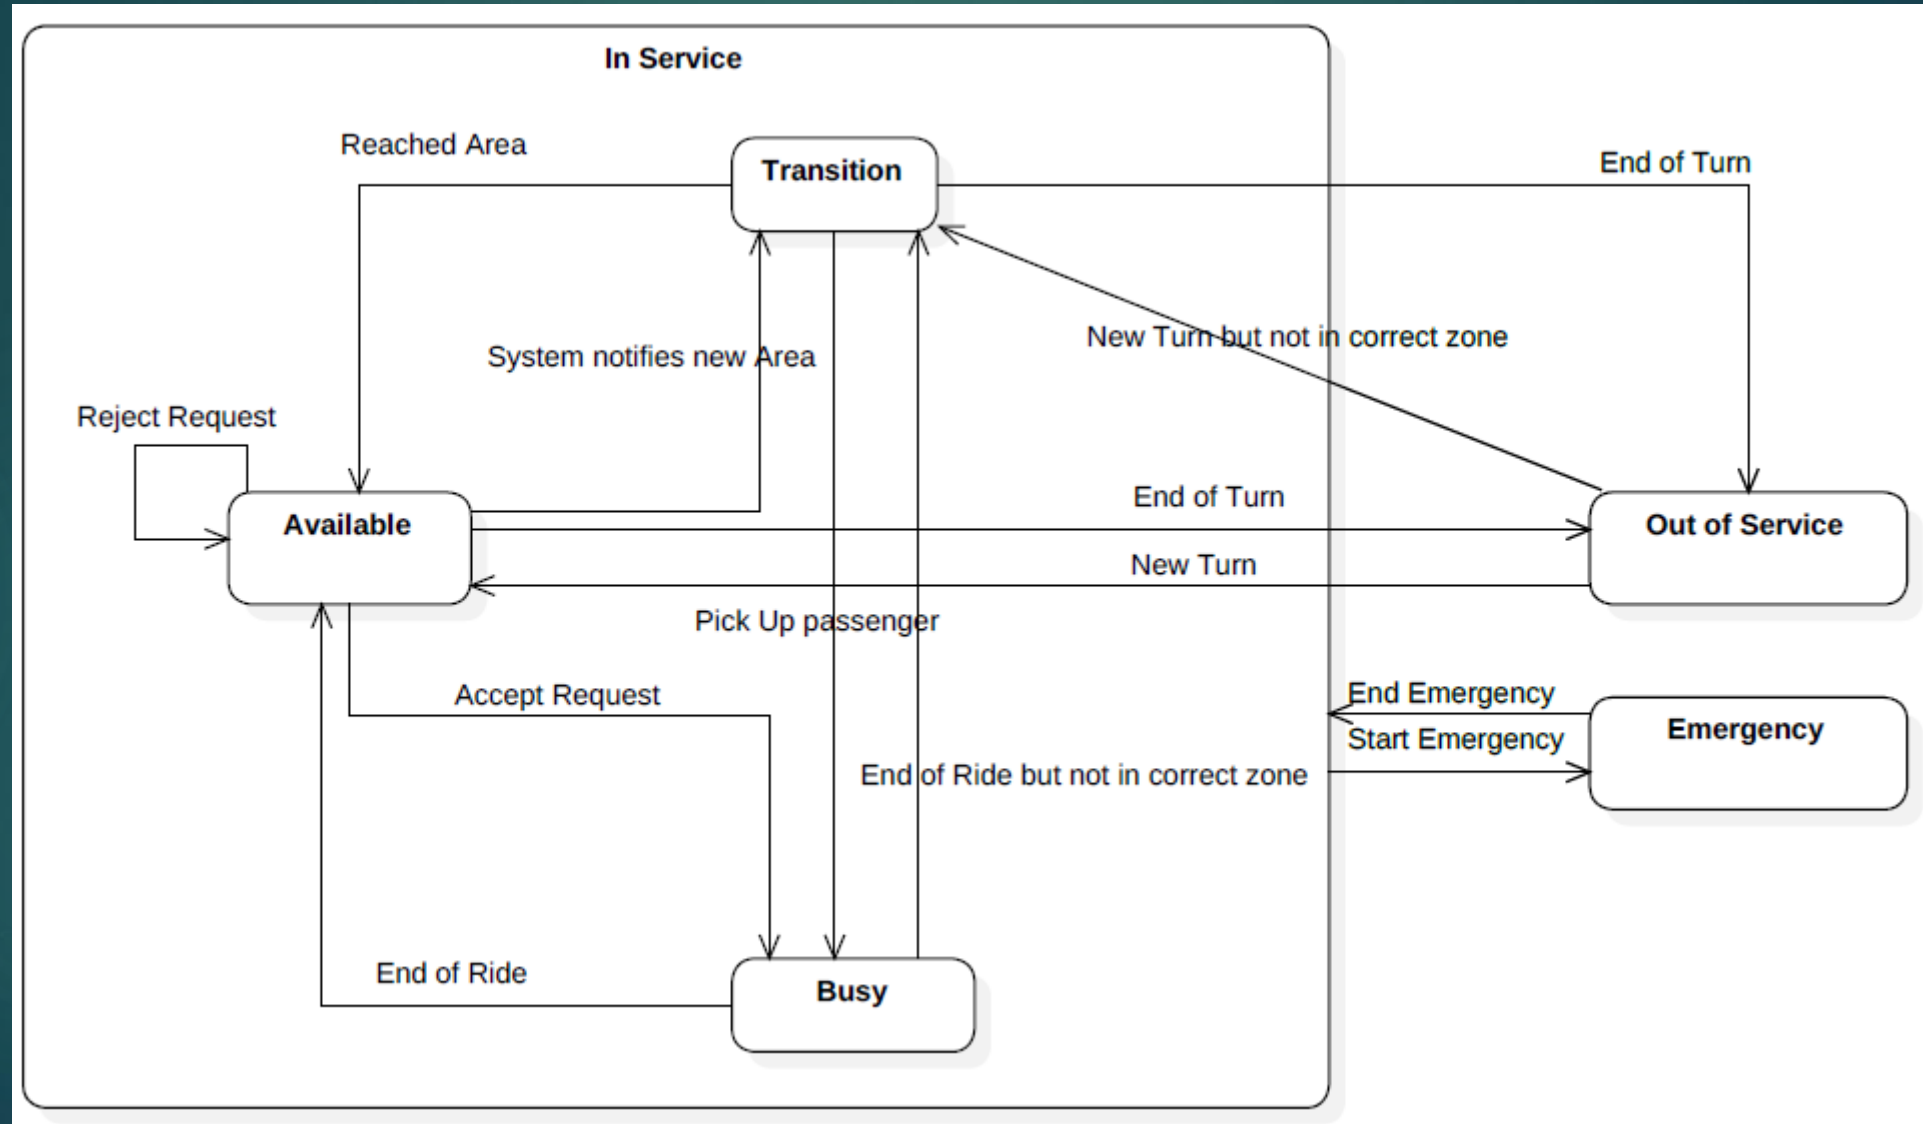 In Service
Reached Area
Transition
End of Turn
New Turn but not in correct zone
System notifies new Area
Reject Request
End of Turn
Available
Out of Service
New Turn
Pick Up passenger
Accept Request
End Emergency
Start Emergency
Emergency
End of Ride but not in correct zone
End of Ride
Busy